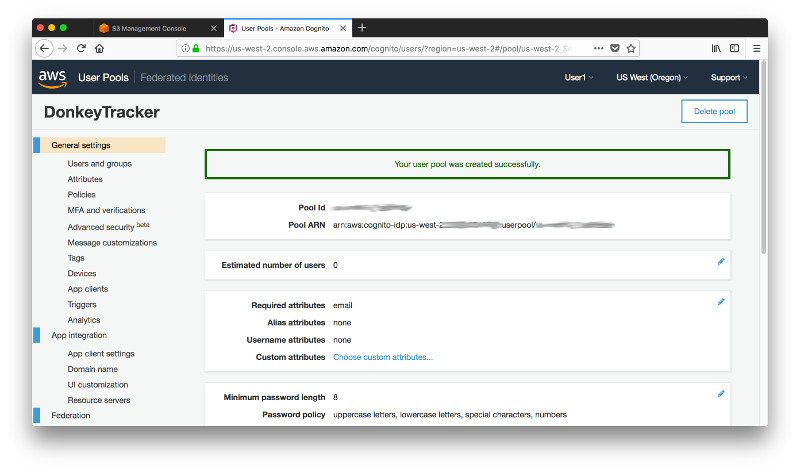 S3 Management Console
User Pools - Amazon Cognito
https://us-west-2.console.aws.amazon.com/cognito/users/?region=us-west-2#/pool/us-west-2_
aws User Pools Federated Identities User1 US West (Oregon) Support
DonkeyTracker
Delete pool
General settings
Users and groups
Attributes
Policies
MFA and verifications
Advanced security beta
Message customizations
Tags
Devices
App clients
Triggers
Analytics
App integration
App client settings
Domain name
UI customization
Resource servers
Federation
Your user pool was created successfully.
Pool Id
Pool ARN arn:aws:cognito-idp:us-west-2 userpool/
Estimated number of users 0
Required attributes email
Alias attributes none
Username attributes none
Custom attributes Choose custom attributes...
Minimum password length 8
Password policy uppercase letters, lowercase letters, special characters, numbers